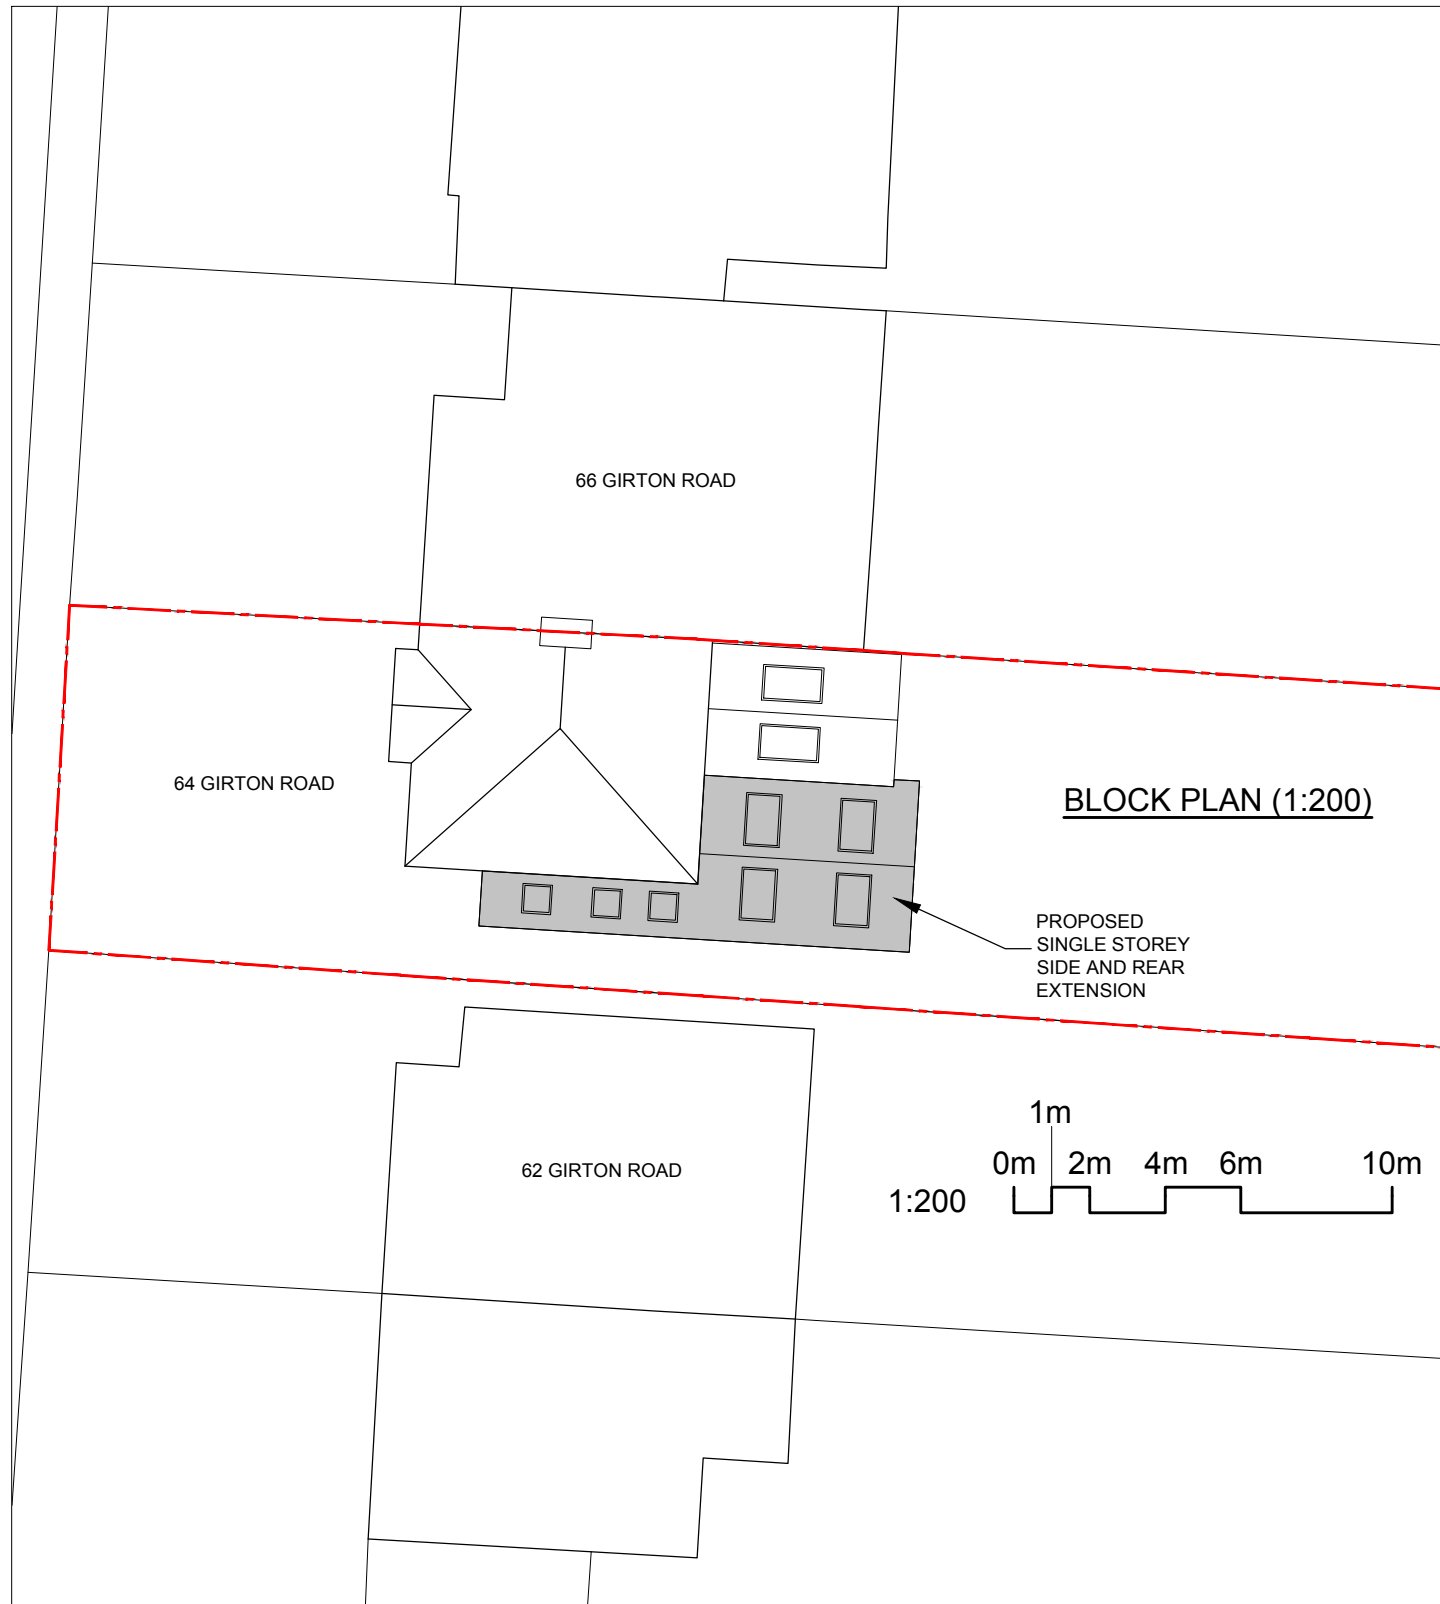 66 GIRTON ROAD
64 GIRTON ROAD
BLOCK PLAN (1:200)
PROPOSED
SINGLE STOREY
SIDE AND REAR
EXTENSION
62 GIRTON ROAD
1m
0m 2m 4m 6m 10m
1:200